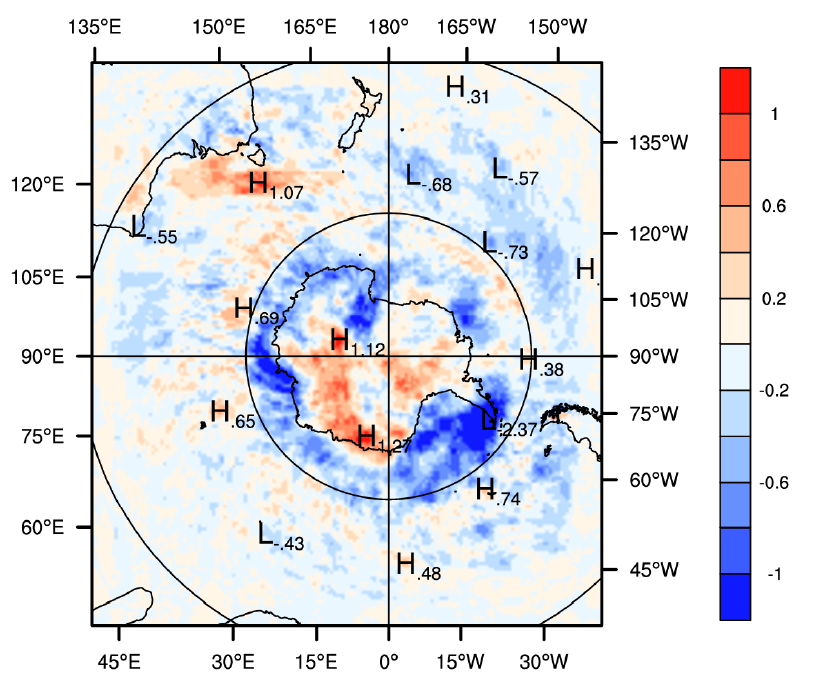 135°E 150°E 165°E 180° 165°W 150°W
H.31
1
135°W
L-.68 L-.57
120°E H1.07
0.6
L-.55 L-.73 120°W
H
105°E 105°W 0.2
H.69
H1.12
90°E H.38 90°W
-0.2
H.65 75°W
L-2.37
75°E H1.27
60°W -0.6
H-.74
60°E L-.43
H.48 45°W -1
45°E 30°E 15°E 0° 15°W 30°W